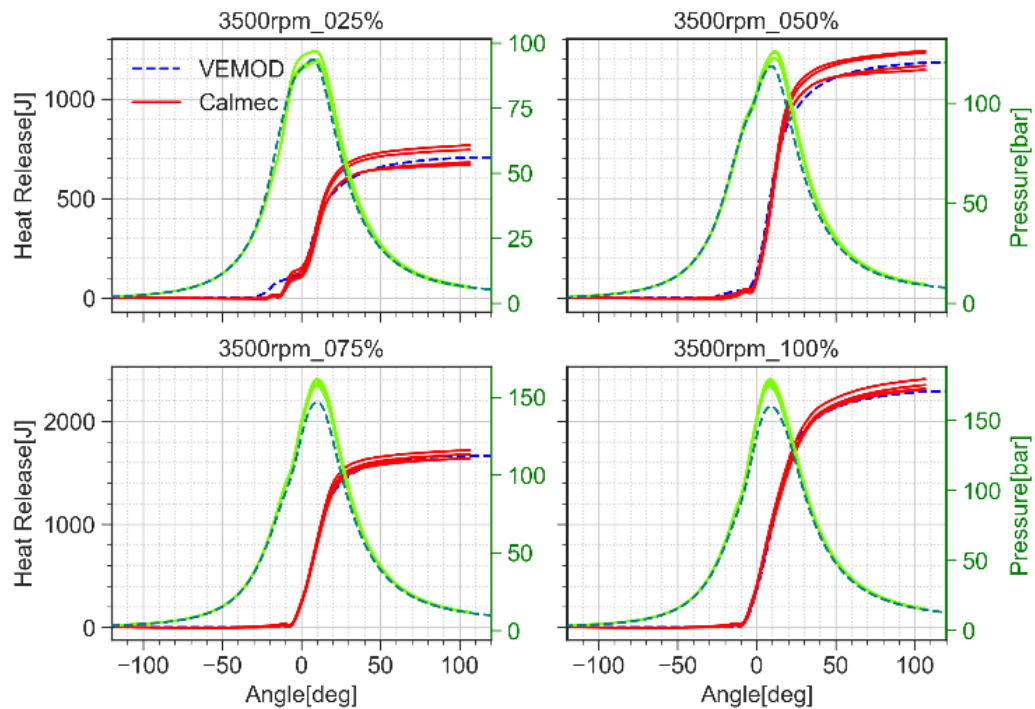 3500rpm_025%
3500rpm_050%
VEMOD
Calmec
Heat Release[J]
1000
500
0
100
75
50
25
0
100
50
0
Pressure[bar]
3500rpm_075%
3500rpm_100%
Heat Release[J]
2000
1000
0
150
100
50
0
150
100
50
0
Pressure[bar]
−100
−50
0
50
100
−100
−50
0
50
100
Angle[deg]
Angle[deg]